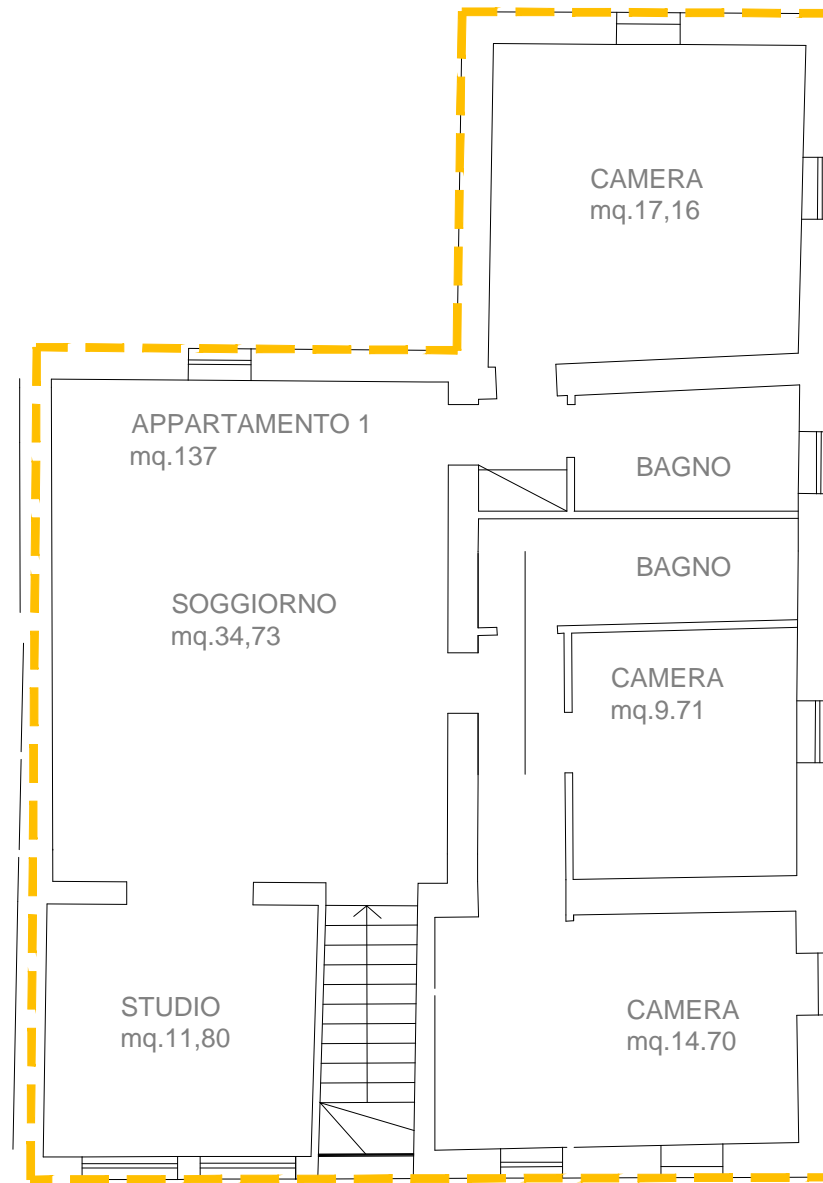 CAMERA
mq.17,16
APPARTAMENTO 1
mq.137
BAGNO
BAGNO
SOGGIORNO
mq.34,73
CAMERA
mq.9.71
STUDIO
mq.11,80
CAMERA
mq.14.70